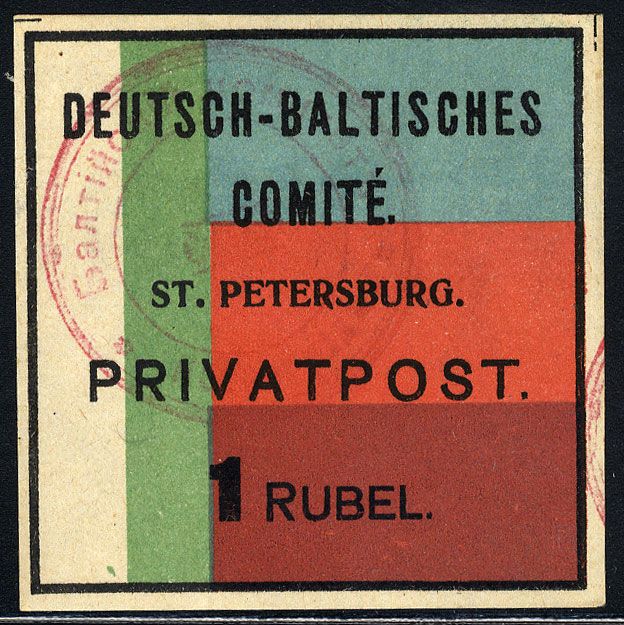 DEUTSCH-BALTISCHES
COMITÉ.
ST. PETERSBURG.
PRIVATPOST.
1 RUBEL.